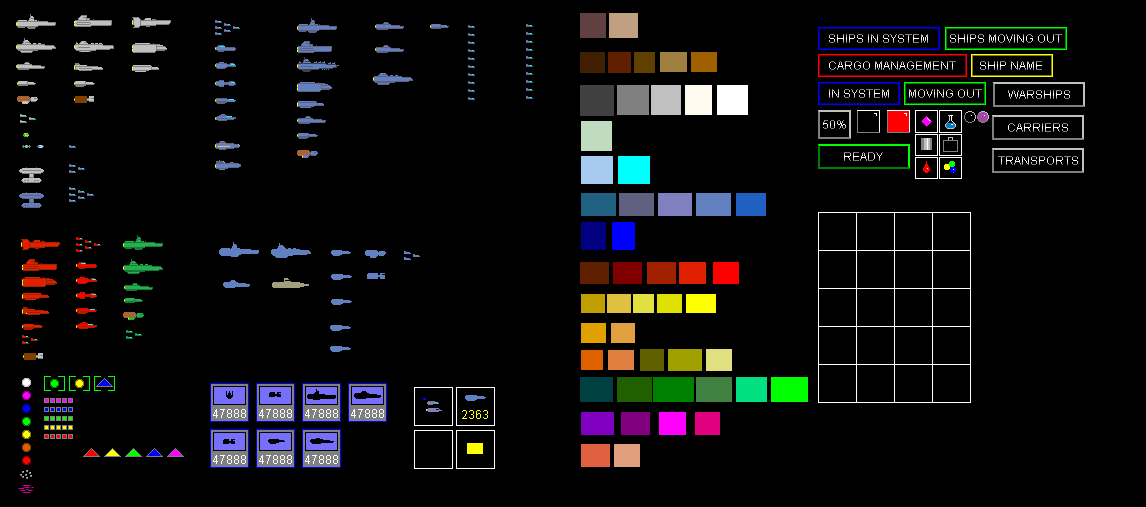 SHIPS IN SYSTEM
SHIPS MOVING OUT
CARGO MANAGEMENT
SHIP NAME
IN SYSTEM
MOVING OUT
WARSHIPS
50%
CARRIERS
READY
TRANSPORTS
47888
47888
47888
47888
2363
47888
47888
47888